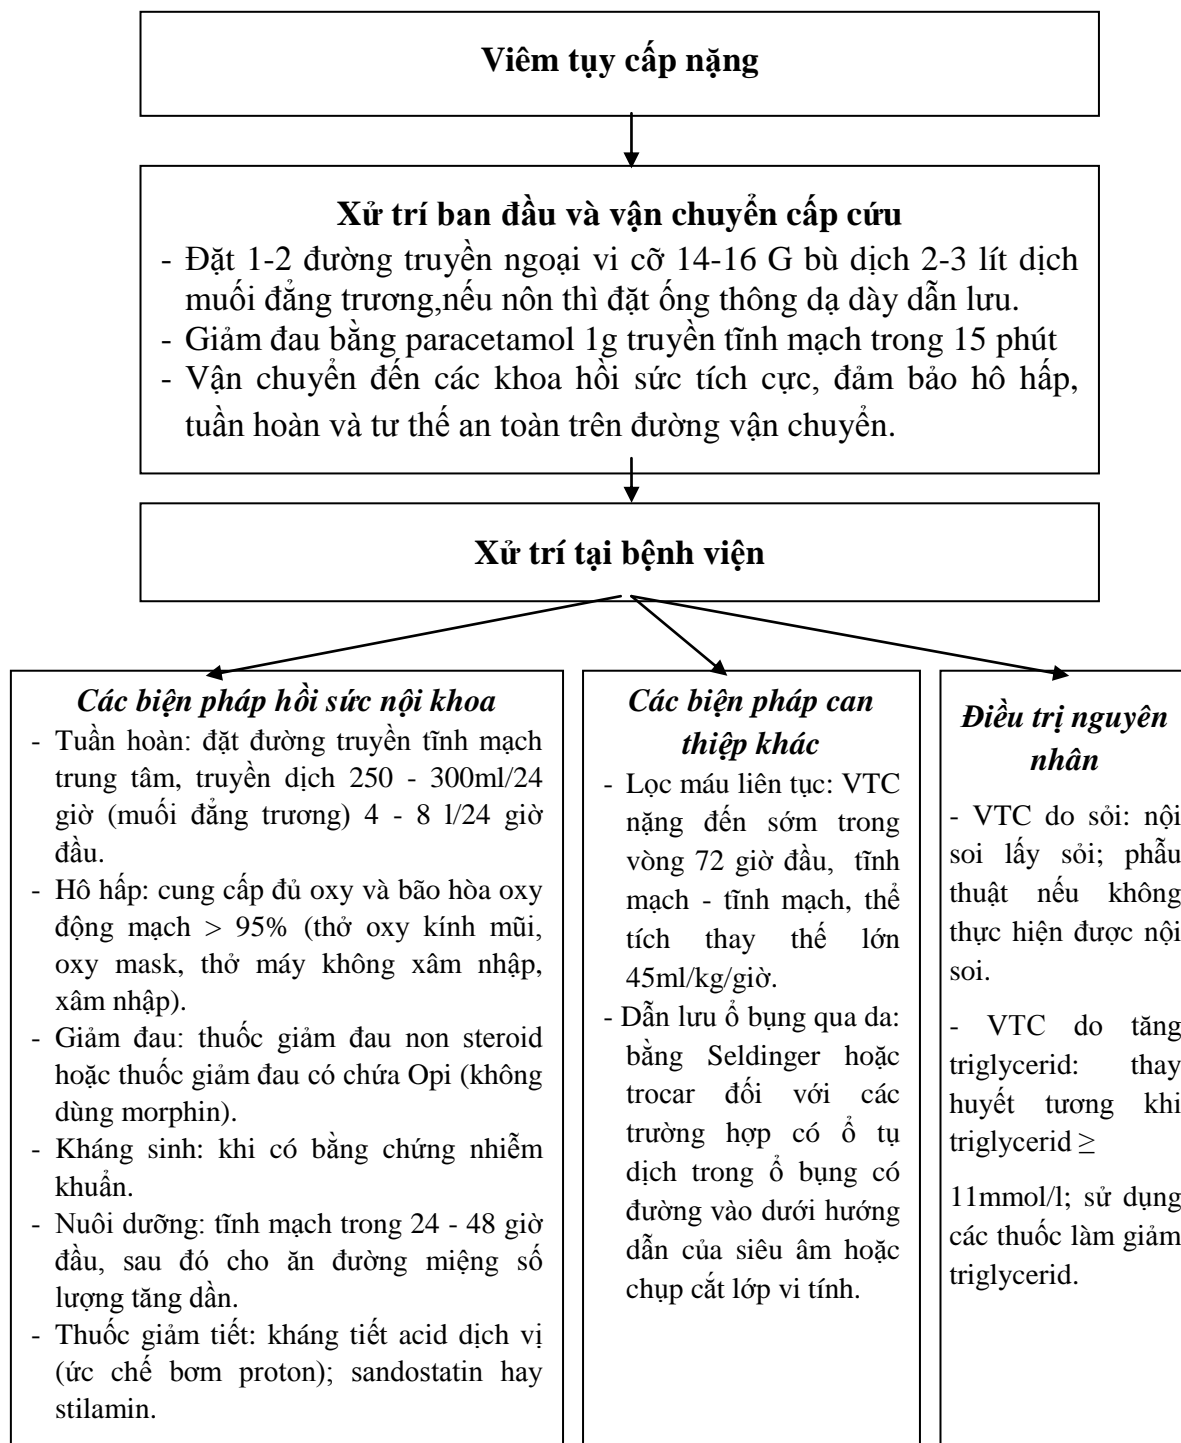 Viêm tụy cấp nặng
Xử trí ban đầu và vận chuyển cấp cứu
- Đặt 1-2 đường truyền ngoại vi cỡ 14-16 G bù dịch 2-3 lít dịch
muối đẳng trương,nếu nôn thì đặt ống thông dạ dày dẫn lưu.
- Giảm đau bằng paracetamol 1g truyền tĩnh mạch trong 15 phút
- Vận chuyển đến các khoa hồi sức tích cực, đảm bảo hô hấp,
tuần hoàn và tư thế an toàn trên đường vận chuyển.
Xử trí tại bệnh viện
Các biện pháp hồi sức nội khoa
- Tuần hoàn: đặt đường truyền tĩnh mạch
trung tâm, truyền dịch 250 - 300ml/24
giờ (muối đẳng trương) 4 - 8 l/24 giờ
đầu.
- Hô hấp: cung cấp đủ oxy và bão hòa oxy
động mạch > 95% (thở oxy kính mũi,
oxy mask, thở máy không xâm nhập,
xâm nhập).
- Giảm đau: thuốc giảm đau non steroid
hoặc thuốc giảm đau có chứa Opi (không
dùng morphin).
- Kháng sinh: khi có bằng chứng nhiễm
khuẩn.
- Nuôi dưỡng: tĩnh mạch trong 24 - 48 giờ
đầu, sau đó cho ăn đường miệng số
lượng tăng dần.
- Thuốc giảm tiết: kháng tiết acid dịch vị
(ức chế bơm proton); sandostatin hay
stilamin.
Các biện pháp can
thiệp khác
- Lọc máu liên tục: VTC
nặng đến sớm trong
vòng 72 giờ đầu, tĩnh
mạch - tĩnh mạch, thể
tích thay thế lớn
45ml/kg/giờ.
- Dẫn lưu ổ bụng qua da:
bằng Seldinger hoặc
trocar đối với các
trường hợp có ổ tụ
dịch trong ổ bụng có
đường vào dưới hướng
dẫn của siêu âm hoặc
chụp cắt lớp vi tính.
Điều trị nguyên
nhân
- VTC do sỏi: nội
soi lấy sỏi; phẫu
thuật nếu không
thực hiện được nội
soi.
- VTC do tăng
triglycerid: thay
huyết tương khi
triglycerid ≥
11mmol/l; sử dụng
các thuốc làm giảm
triglycerid.